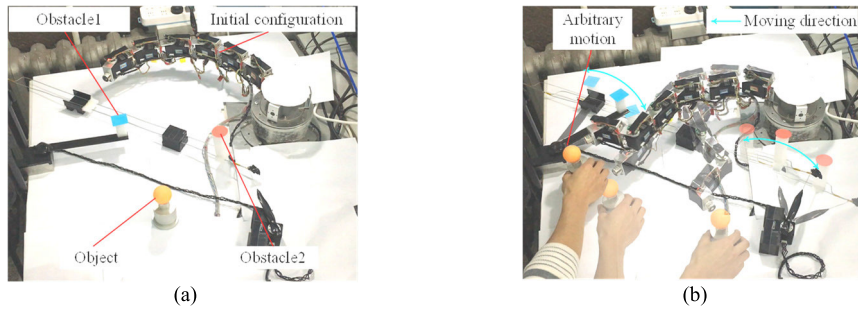 Obstacle1
Initial configuration
Object
Obstacle2
(a)
Arbitrary
motion
Moving direction
(b)